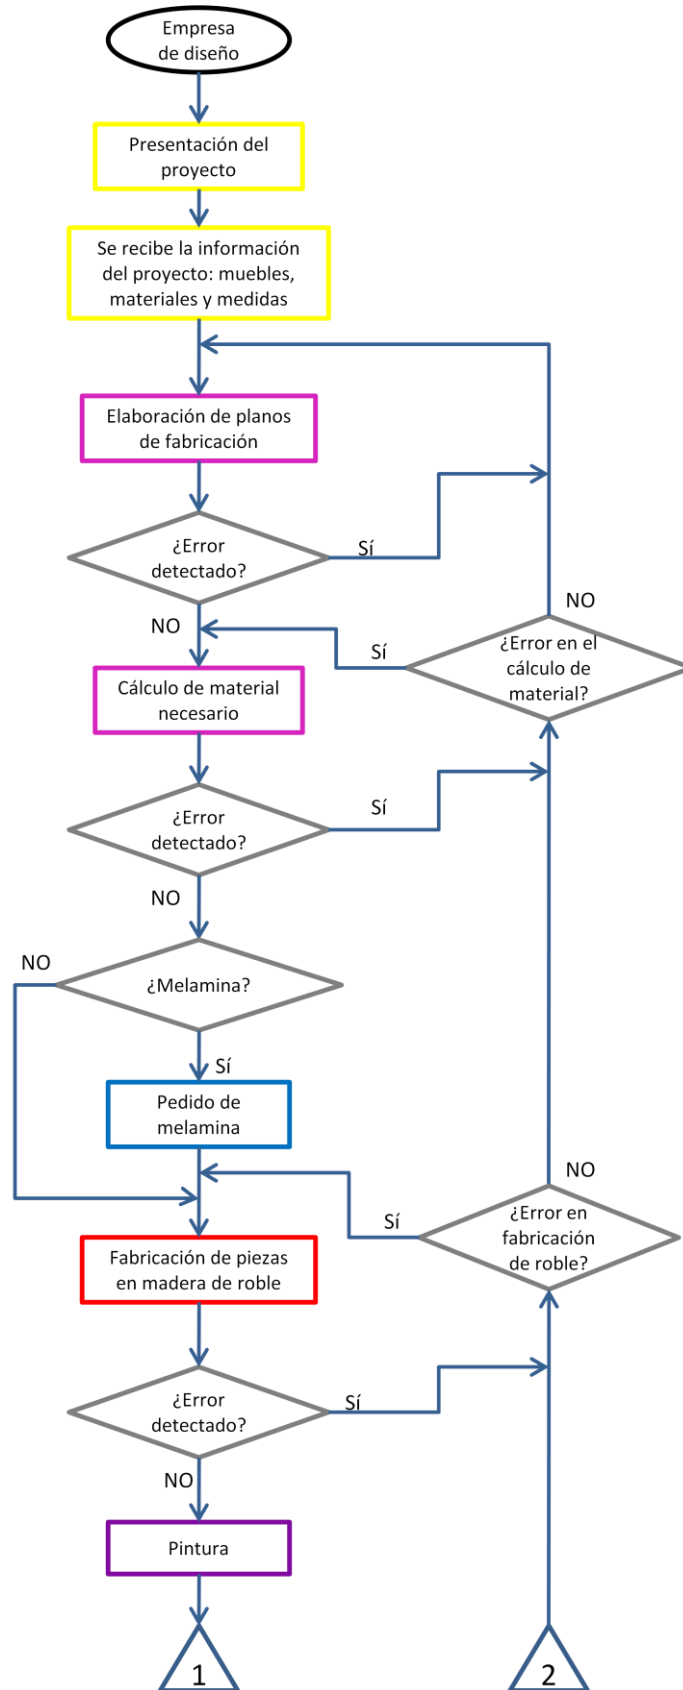 Empresa
de diseño
Presentación del
proyecto
Se recibe la información
del proyecto: muebles,
materiales y medidas
Elaboración de planos
de fabricación
¿Error
detectado?
Sí
NO
NO
¿Error en el
cálculo de
material?
Sí
Cálculo de material
necesario
¿Error
detectado?
Sí
NO
NO
¿Melamina?
Sí
Pedido de
melamina
NO
¿Error en
fabricación
de roble?
Sí
Fabricación de piezas
en madera de roble
¿Error
detectado?
Sí
NO
Pintura
1
2